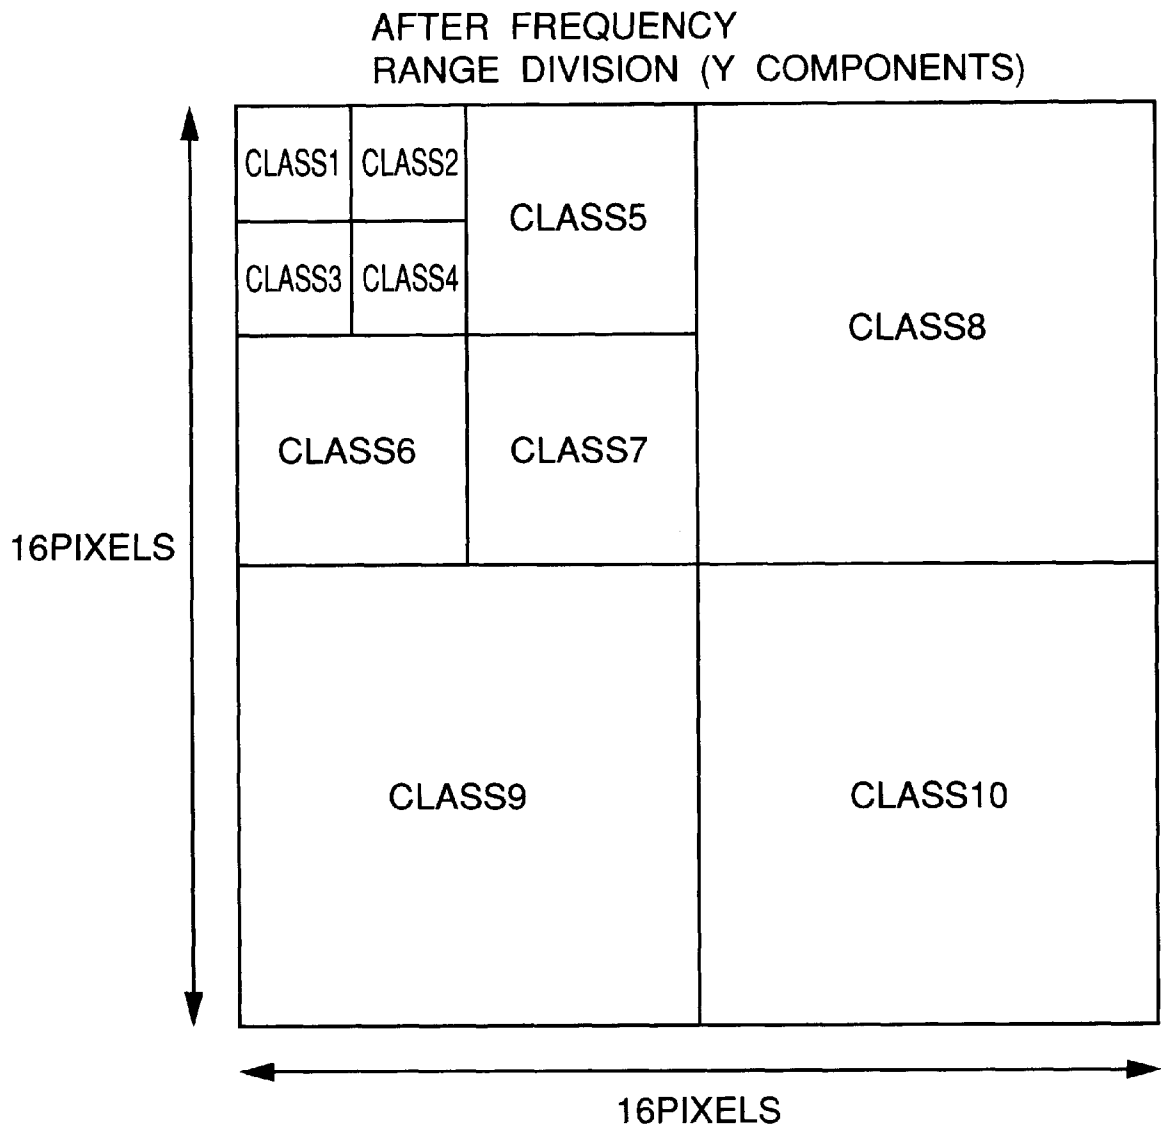 AFTER FREQUENCY
RANGE DIVISION (Y COMPONENTS)
CLASS1
CLASS2
CLASS5
CLASS3
CLASS4
CLASS8
CLASS6
CLASS7
16PIXELS
CLASS9
CLASS10
16PIXELS